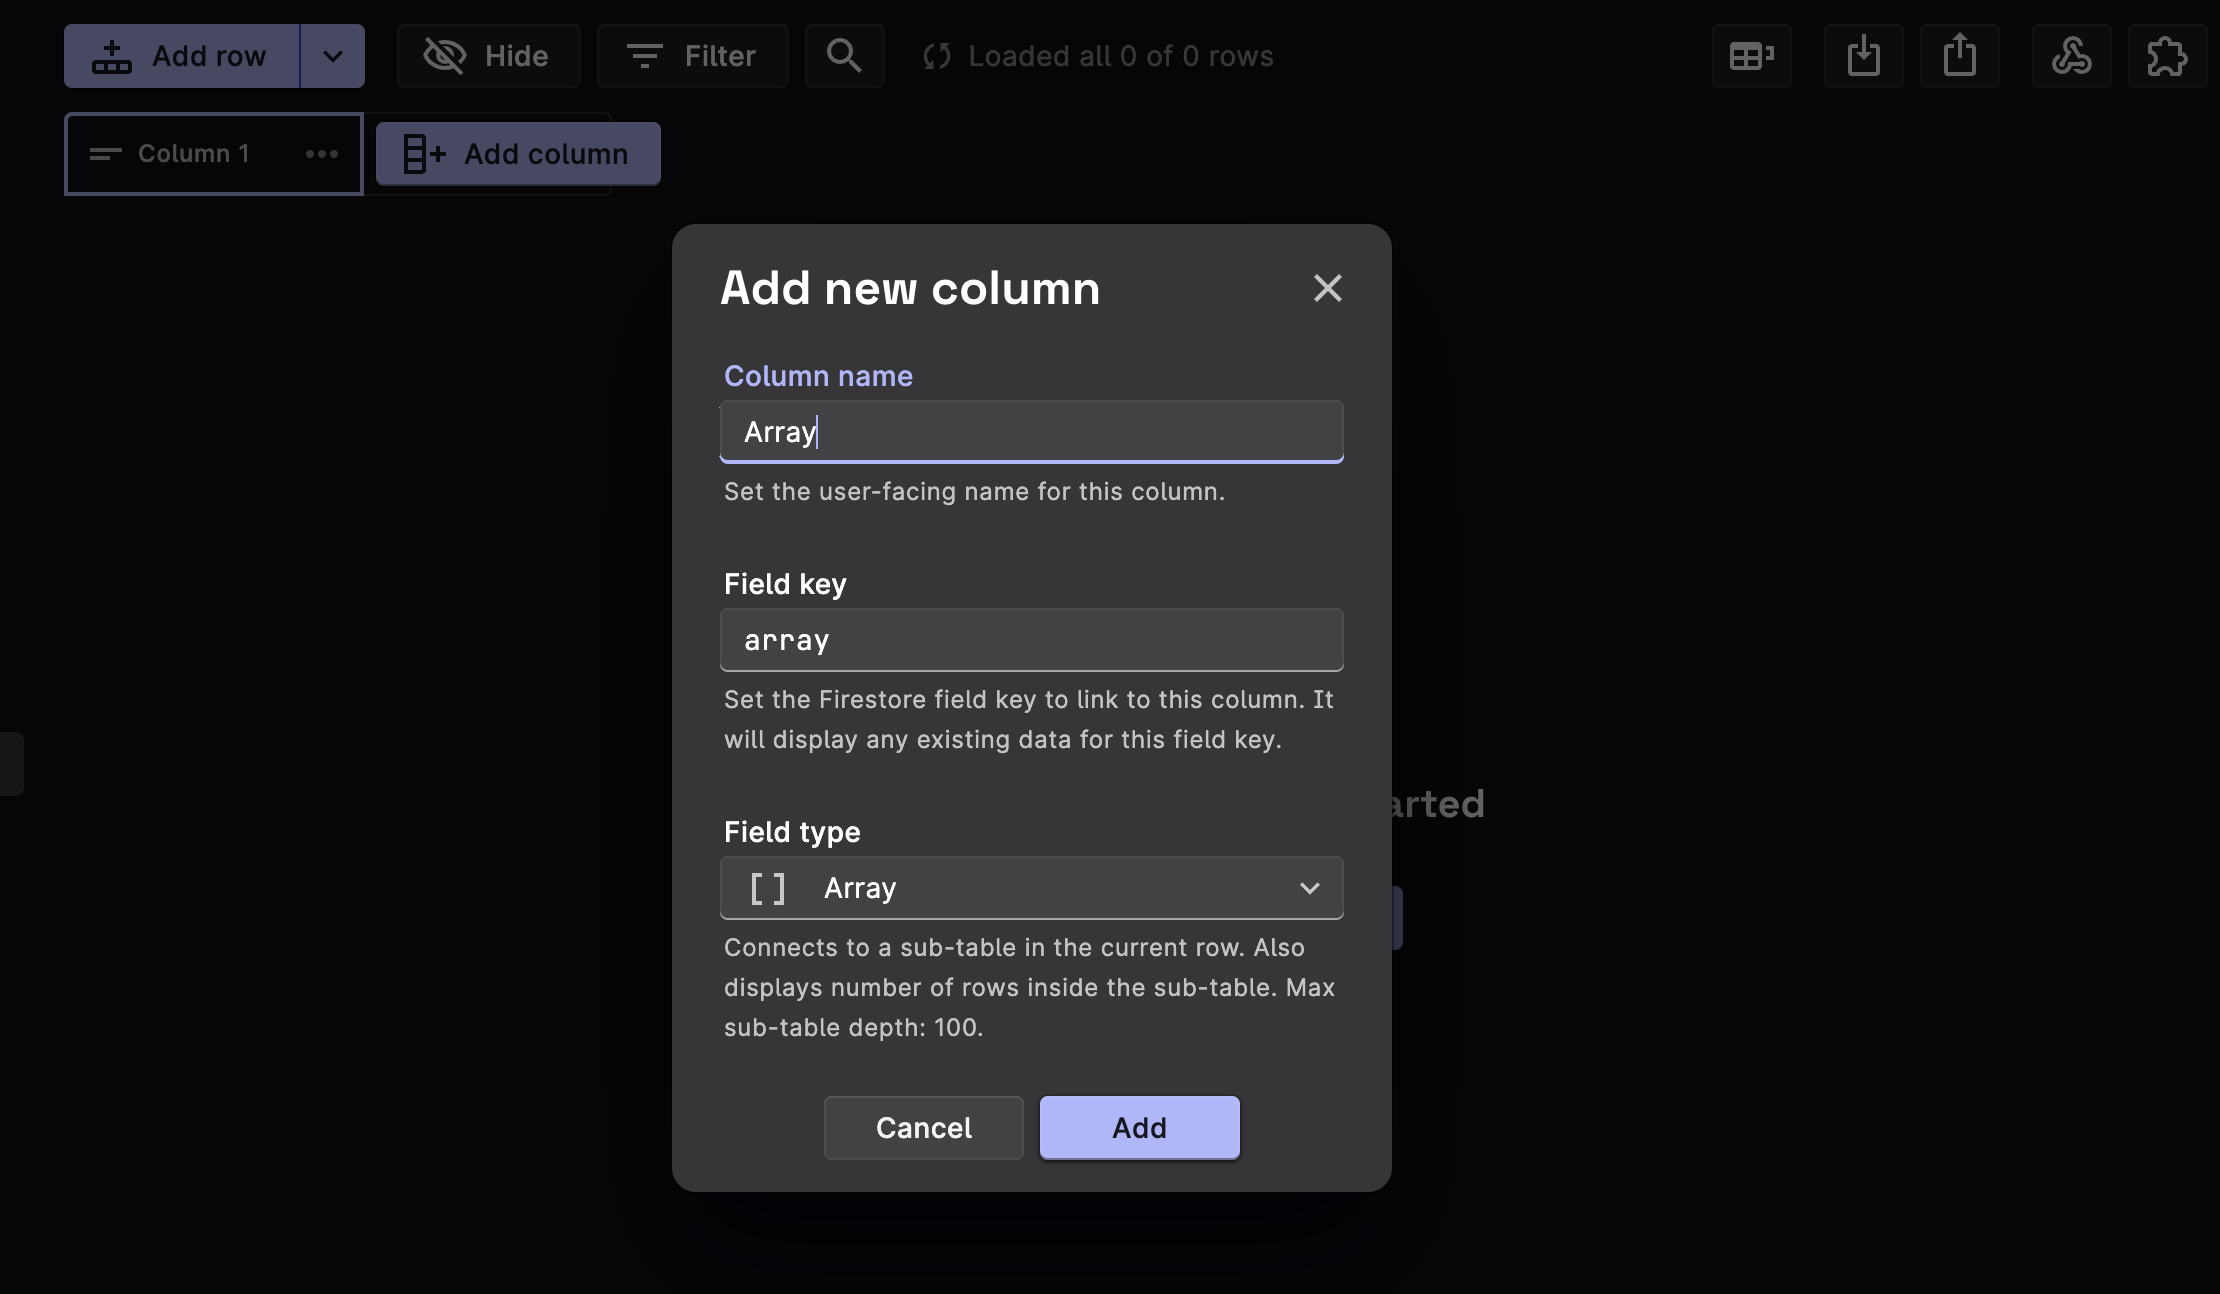 Add row
Hide
Filter
Loaded all 0 of 0 rows
Column 1
Add column
Add new column
Column name
Array
Set the user-facing name for this column.
Field key
array
Set the Firestore field key to link to this column. It
will display any existing data for this field key.
arted
Field type
[ ] Array
Connects to a sub-table in the current row. Also
displays number of rows inside the sub-table. Max
sub-table depth: 100.
Cancel
Add